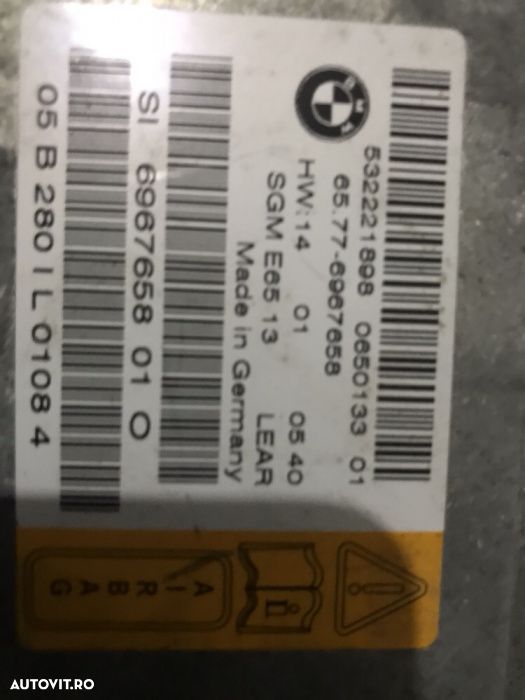 BMW
532221898 0650133 01
65.77-6967658
HW:14 01 05 40
SGM E65 13 LEAR
Made in Germany
SI 6967658 01 O
05 B 280 I L 0108 4
AIRBAG
AUTOVIT.RO